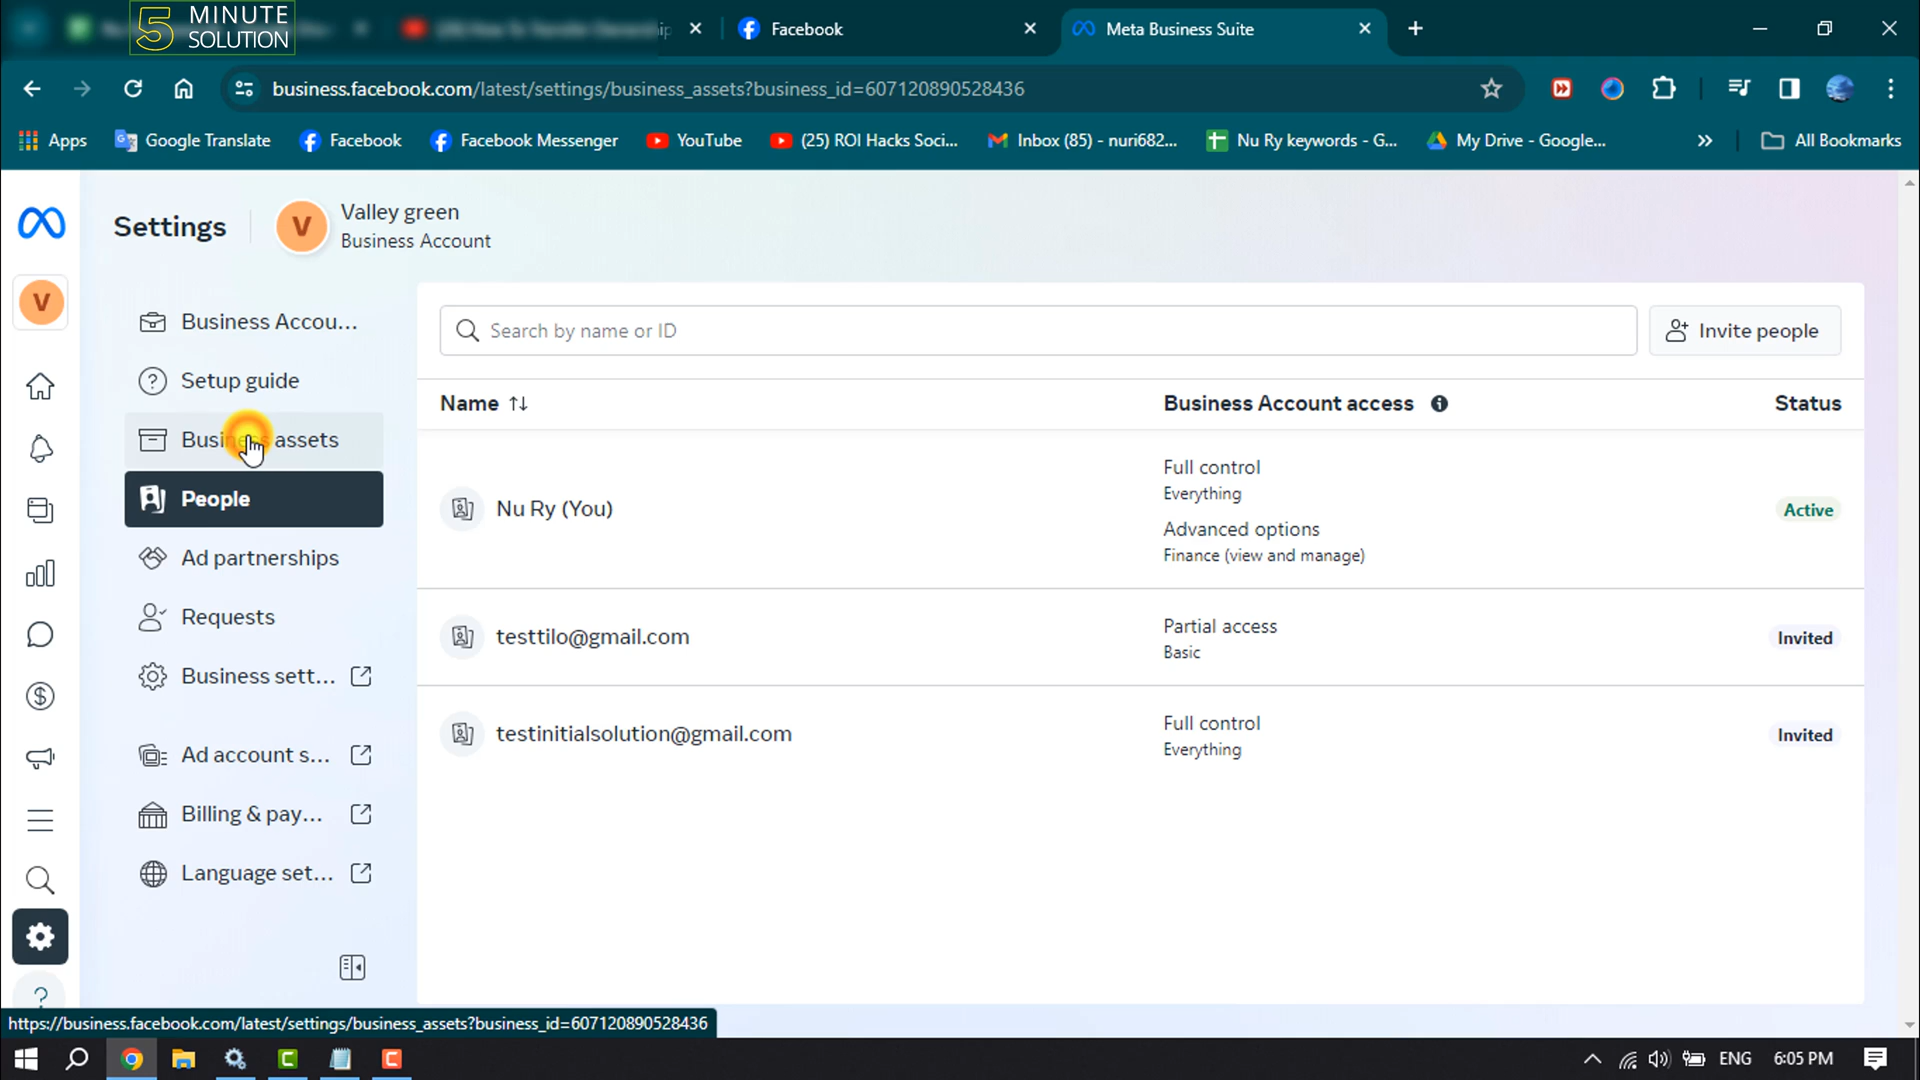 5 MINUTE
SOLUTION
Facebook
Meta Business Suite
business.facebook.com/latest/settings/business_assets?business_id=607120890528436
Apps
Google Translate
Facebook
Facebook Messenger
YouTube
(25) ROI Hacks Soci...
Inbox (85) - nuri682...
Nu Ry keywords - G...
My Drive - Google...
»
All Bookmarks
Settings
V
Valley green
Business Account
V
Business Accou...
Setup guide
Business assets
People
Ad partnerships
Requests
Business sett...
Ad account s...
Billing & pay...
Language set...
Search by name or ID
Invite people
Name
Business Account access
Status
Nu Ry (You)
Full control
Everything
Advanced options
Finance (view and manage)
Active
testtilo@gmail.com
Partial access
Basic
Invited
testinitialsolution@gmail.com
Full control
Everything
Invited
https://business.facebook.com/latest/settings/business_assets?business_id=607120890528436
ENG
6:05 PM